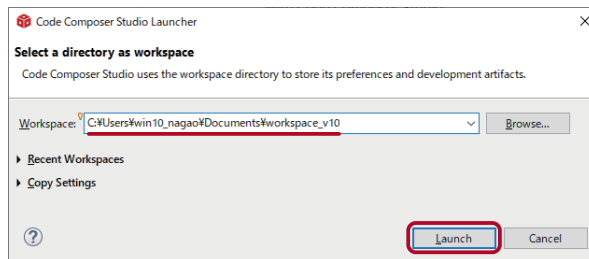 Code Composer Studio Launcher
Select a directory as workspace
Code Composer Studio uses the workspace directory to store its preferences and development artifacts.
Workspace: C:¥Users¥win10_nagao¥Documents¥workspace_v10 Browse...
Recent Workspaces
Copy Settings
? Launch Cancel